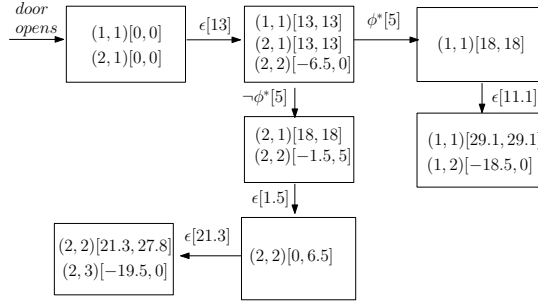 door
opens
(1, 1)[0, 0]
(2, 1)[0, 0]
ϵ[13]
(1, 1)[13, 13]
(2, 1)[13, 13]
(2, 2)[−6.5, 0]
ϕ*[5]
(1, 1)[18, 18]
¬ϕ*[5]
ϵ[11.1]
(2, 1)[18, 18]
(2, 2)[−1.5, 5]
(1, 1)[29.1, 29.1]
(1, 2)[−18.5, 0]
ϵ[1.5]
(2, 2)[0, 6.5]
ϵ[21.3]
(2, 2)[21.3, 27.8]
(2, 3)[−19.5, 0]